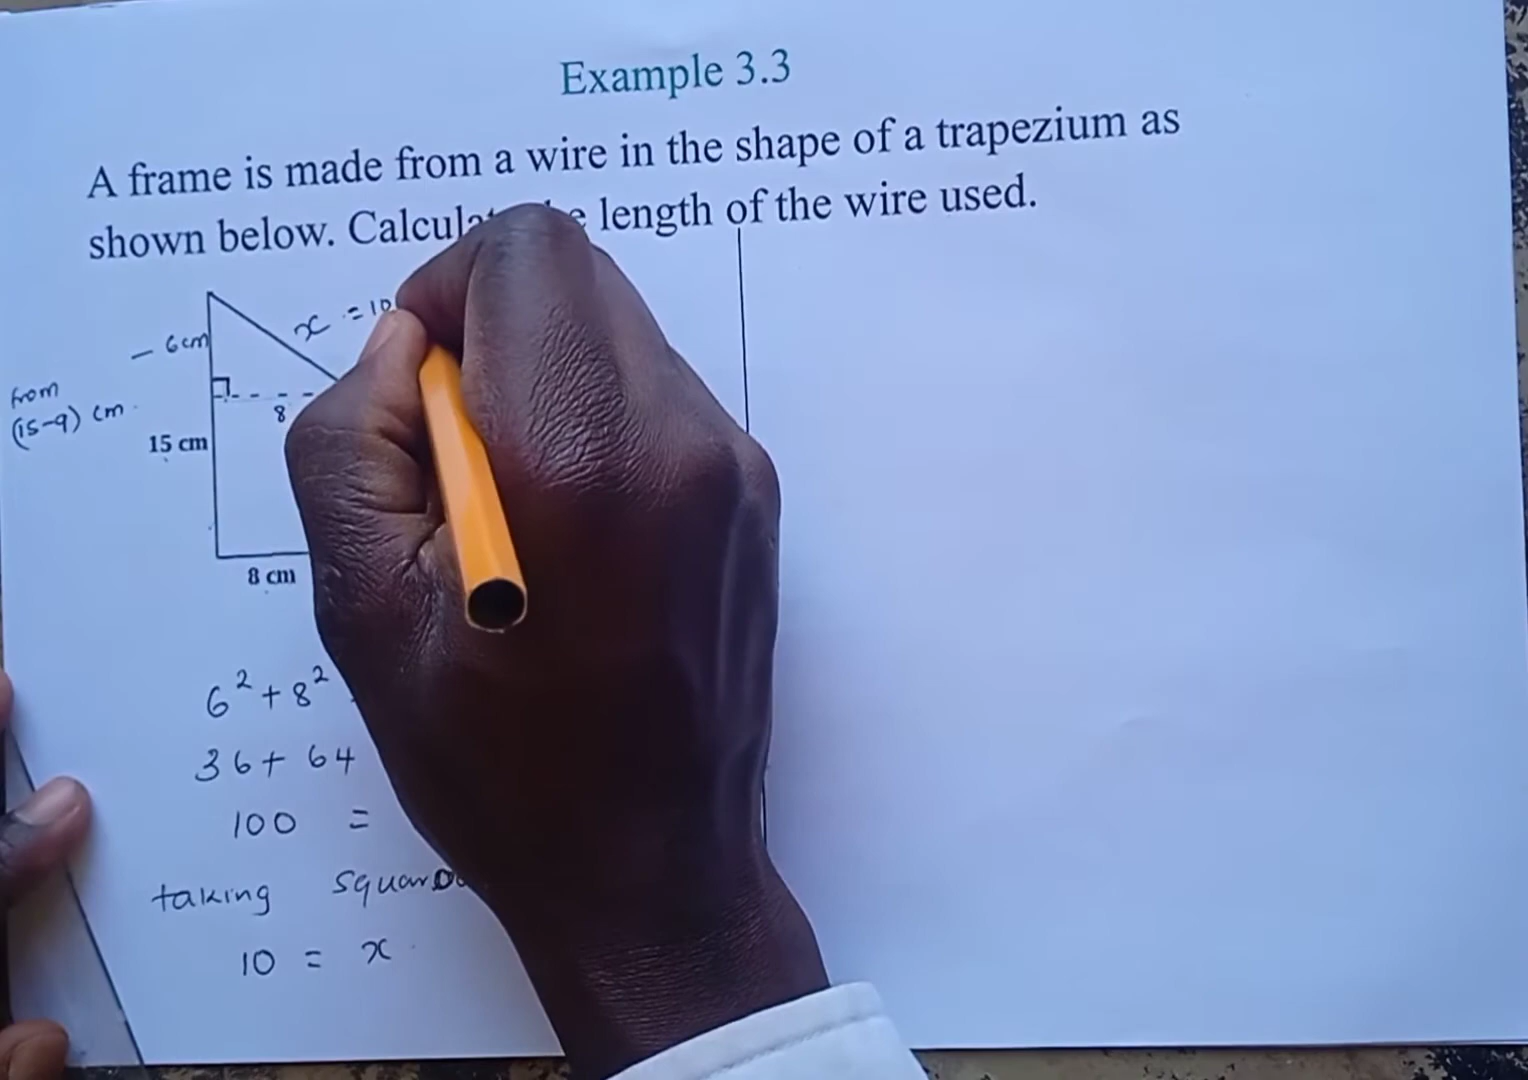 Example 3.3
A frame is made from a wire in the shape of a trapezium as
shown below. length of the wire used.
x = 10
— 6cm
from
(15-9) cm
8
15 cm
8 cm
6² + 8²
36 + 64
100 =
taking
10 = x